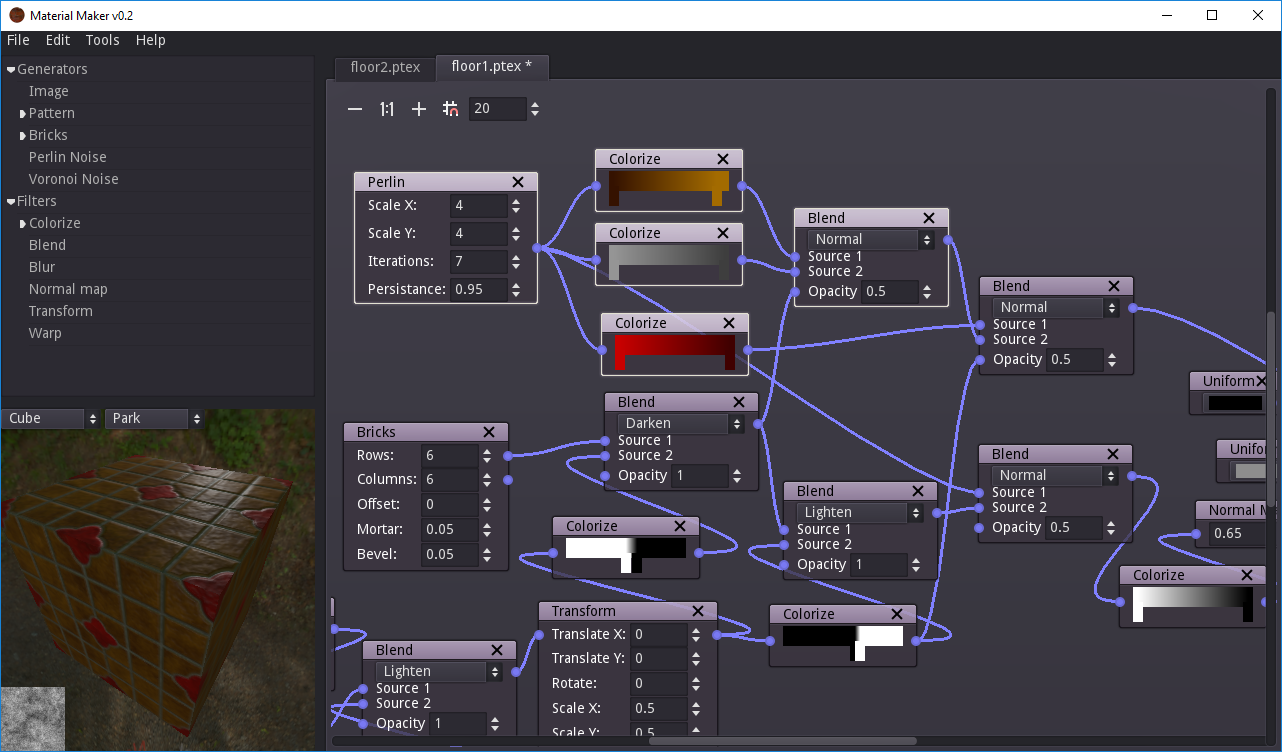 Material Maker v0.2
File Edit Tools Help
Generators
Image
Pattern
Bricks
Perlin Noise
Voronoi Noise
Filters
Colorize
Blend
Blur
Normal map
Transform
Warp
Cube
Park
floor2.ptex
floor1.ptex *
1:1
20
Perlin
Scale X: 4
Scale Y: 4
Iterations: 7
Persistance: 0.95
Colorize
Colorize
Colorize
Blend
Normal
Source 1
Source 2
Opacity 0.5
Blend
Normal
Source 1
Source 2
Opacity 0.5
Uniform
Bricks
Rows: 6
Columns: 6
Offset: 0
Mortar: 0.05
Bevel: 0.05
Blend
Darken
Source 1
Source 2
Opacity 1
Colorize
Blend
Lighten
Source 1
Source 2
Opacity 1
Blend
Normal
Source 1
Source 2
Opacity 0.5
Normal
0.65
Colorize
Blend
Lighten
Source 1
Source 2
Opacity 1
Transform
Translate X: 0
Translate Y: 0
Rotate: 0
Scale X: 0.5
Scale Y: 0.5
Colorize